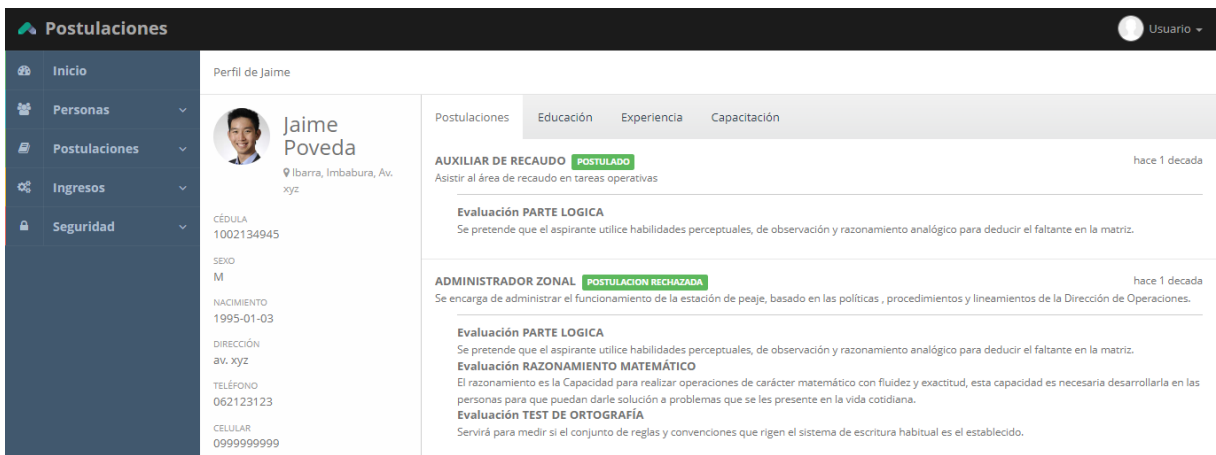 Postulaciones
Usuario
Inicio
Personas
Postulaciones
Ingresos
Seguridad
Perfil de Jaime
Jaime
Poveda
Ibarra, Imbabura, Av.
xyz
CÉDULA
1002134945
SEXO
M
NACIMIENTO
1995-01-03
DIRECCIÓN
av. xyz
TELÉFONO
062123123
CELULAR
0999999999
Postulaciones Educación Experiencia Capacitación
AUXILIAR DE RECAUDO POSTULADO hace 1 decada
Asistir al área de recaudo en tareas operativas
Evaluación PARTE LOGICA
Se pretende que el aspirante utilice habilidades perceptuales, de observación y razonamiento analógico para deducir el faltante en la matriz.
ADMINISTRADOR ZONAL POSTULACION RECHAZADA hace 1 decada
Se encarga de administrar el funcionamiento de la estación de peaje, basado en las políticas , procedimientos y lineamientos de la Dirección de Operaciones.
Evaluación PARTE LOGICA
Se pretende que el aspirante utilice habilidades perceptuales, de observación y razonamiento analógico para deducir el faltante en la matriz.
Evaluación RAZONAMIENTO MATEMÁTICO
El razonamiento es la Capacidad para realizar operaciones de carácter matemático con fluidez y exactitud, esta capacidad es necesaria desarrollarla en las
personas para que puedan darle solución a problemas que se les presente en la vida cotidiana.
Evaluación TEST DE ORTOGRAFÍA
Servirá para medir si el conjunto de reglas y convenciones que rigen el sistema de escritura habitual es el establecido.